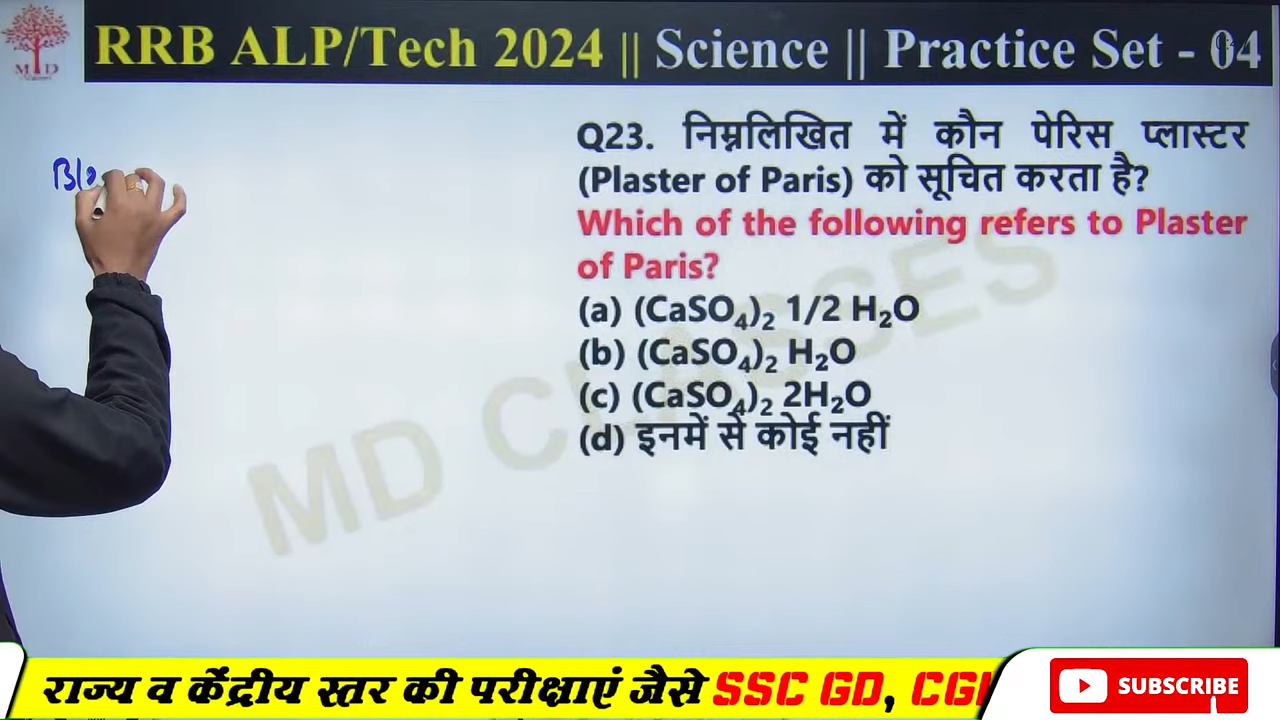 RRB ALP/Tech 2024 || Science || Practice Set - 04
MD
Q23. निम्नलिखित में कौन पेरिस प्लास्टर
(Plaster of Paris) को सूचित करता है?
Which of the following refers to Plaster
of Paris?
(a) (CaSO₄)₂ 1/2 H₂O
(b) (CaSO₄)₂ H₂O
(c) (CaSO₄)₂ 2H₂O
(d) इनमें से कोई नहीं
MD CLASSES
राज्य व केंद्रीय स्तर की परीक्षाएं जैसे SSC GD,
SUBSCRIBE